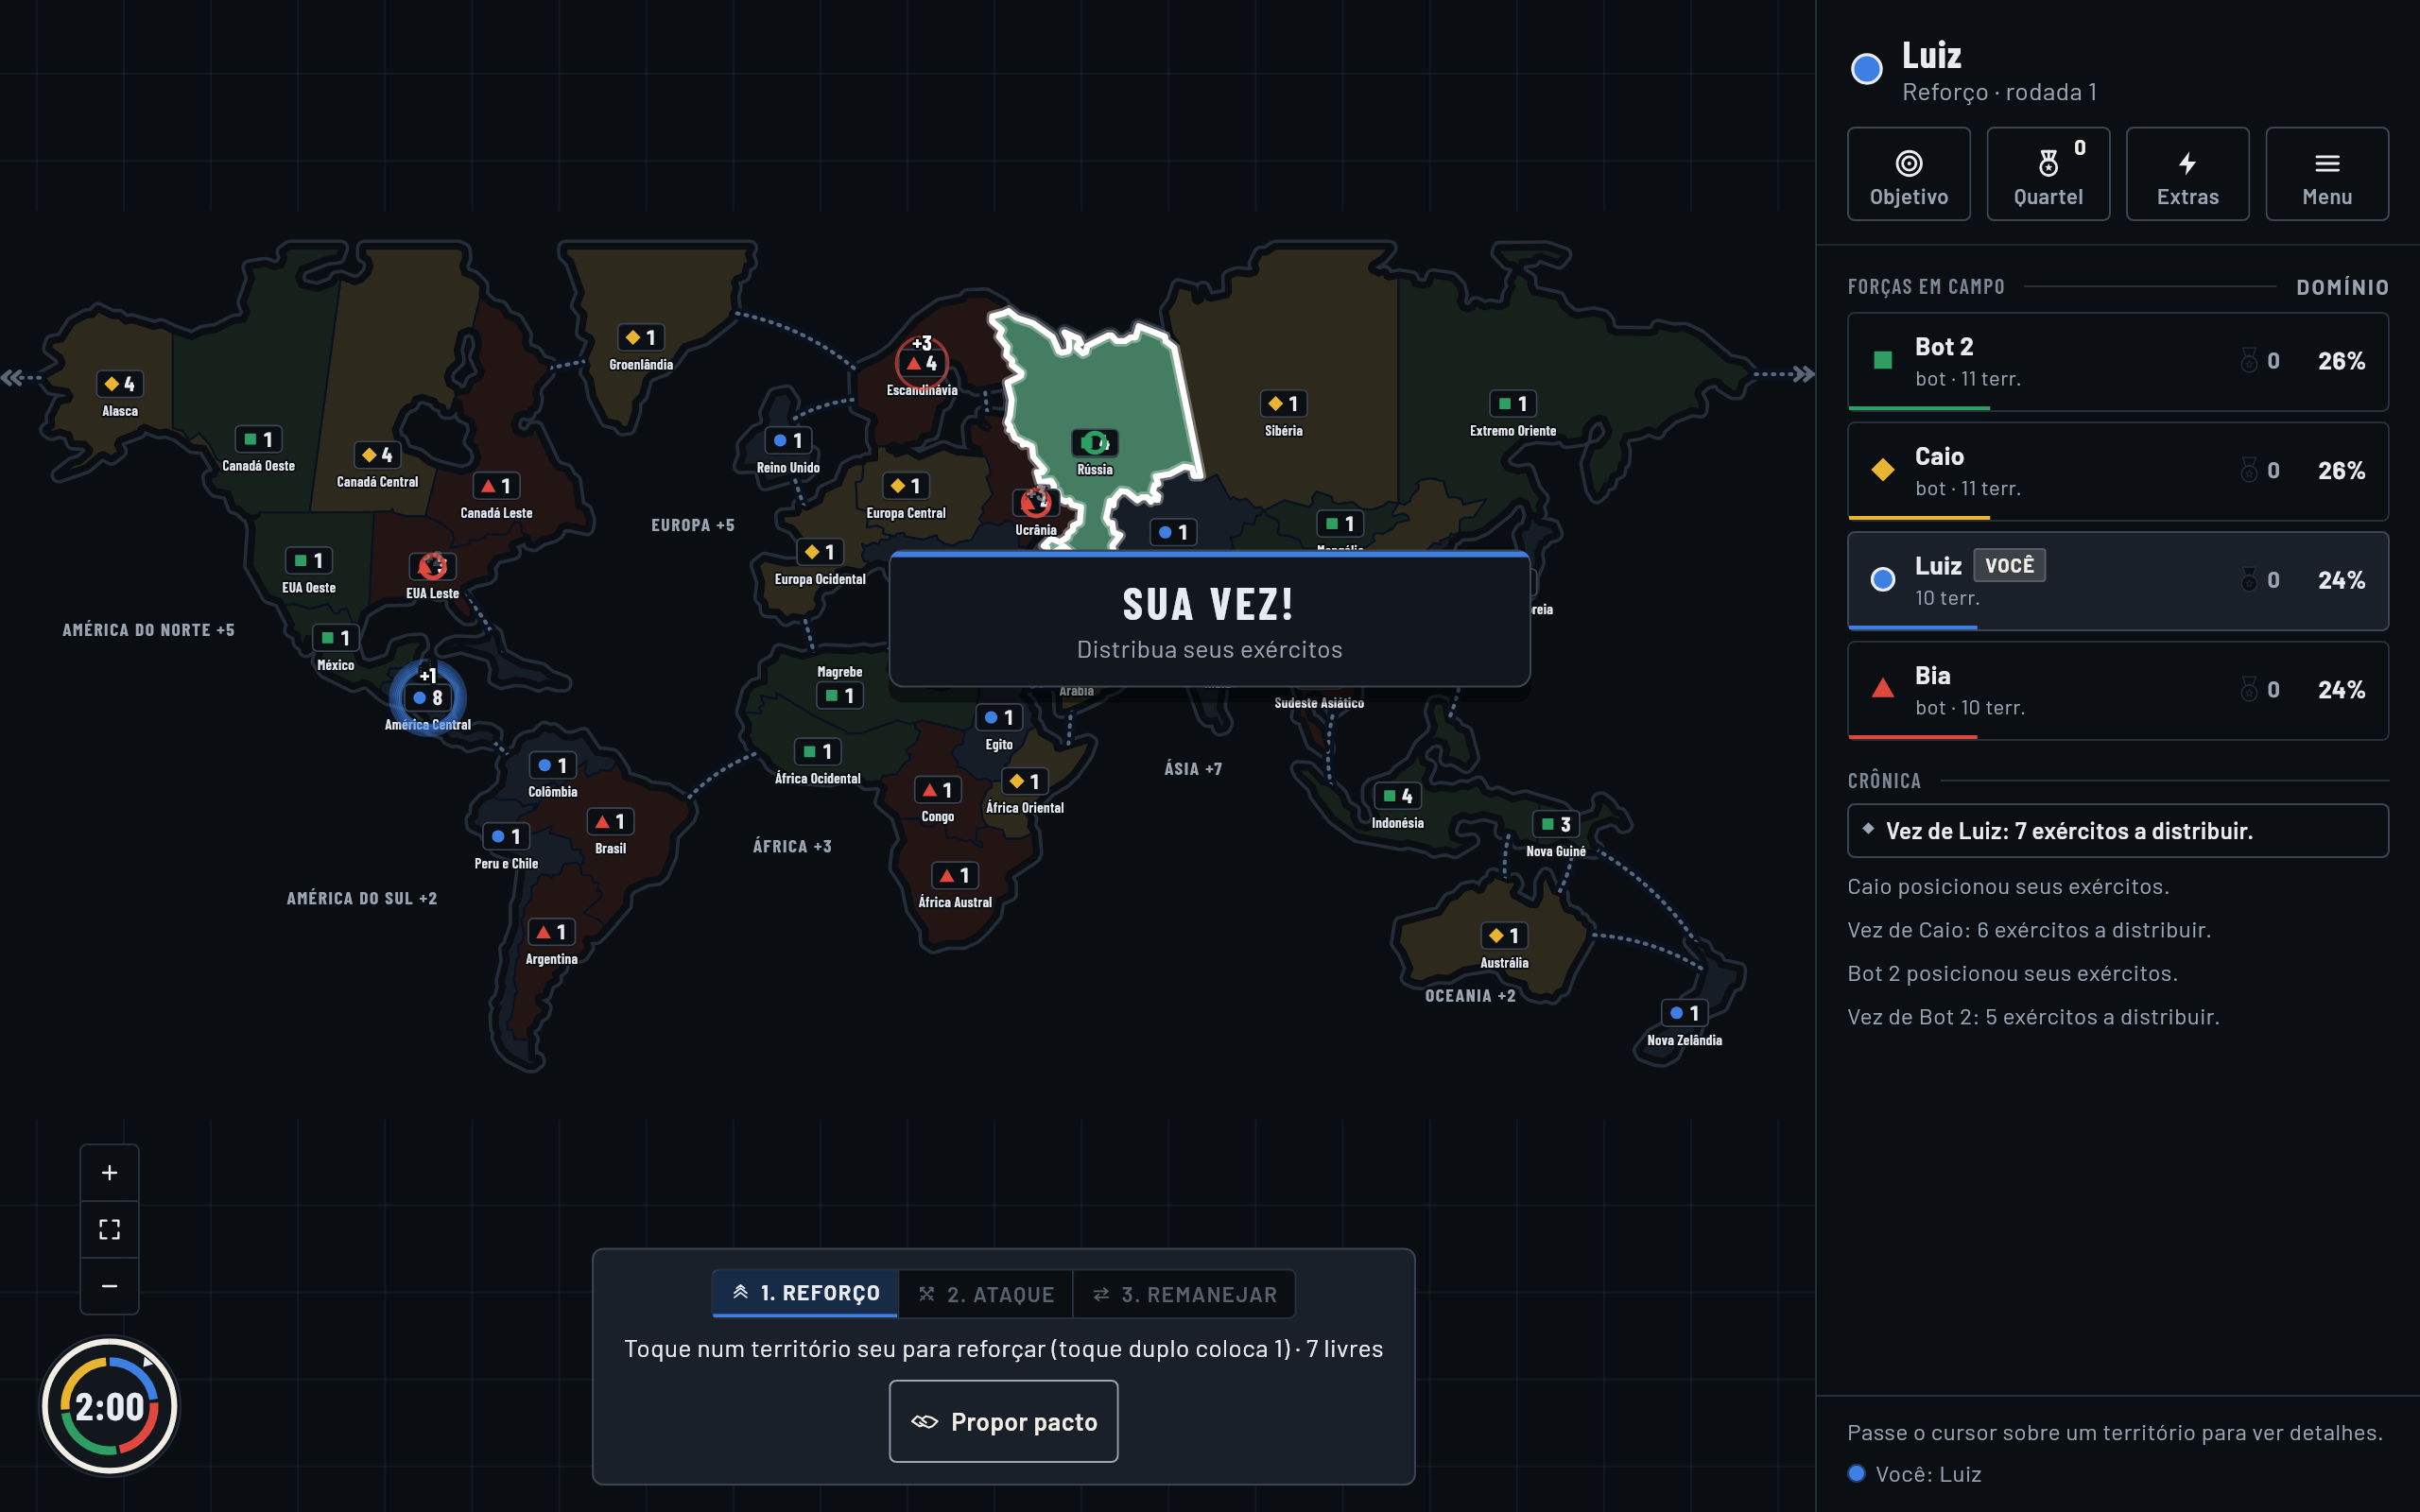 Luiz
Reforço · rodada 1
Objetivo
0
Quartel
Extras
Menu
FORÇAS EM CAMPO
DOMÍNIO
Bot 2
bot · 11 terr.
0
26%
Caio
bot · 11 terr.
0
26%
Luiz VOCÊ
10 terr.
0
24%
Bia
bot · 10 terr.
0
24%
CRÔNICA
Vez de Luiz: 7 exércitos a distribuir.
Caio posicionou seus exércitos.
Vez de Caio: 6 exércitos a distribuir.
Bot 2 posicionou seus exércitos.
Vez de Bot 2: 5 exércitos a distribuir.
Passe o cursor sobre um território para ver detalhes.
Você: Luiz
4
Alasca
1
Canadá Oeste
4
Canadá Central
1
Canadá Leste
1
Groenlândia
1
EUA Oeste
EUA Leste
1
México
+1
8
América Central
AMÉRICA DO NORTE +5
1
Colômbia
1
Peru e Chile
1
Brasil
1
Argentina
AMÉRICA DO SUL +2
+3
4
Escandinávia
1
Reino Unido
1
Europa Central
1
Europa Ocidental
Ucrânia
4
Rússia
EUROPA +5
1
Sibéria
1
Extremo Oriente
1
1
SUA VEZ!
Distribua seus exércitos
Arábia
Sudeste Asiático
ÁSIA +7
Magrebe
1
1
África Ocidental
1
Egito
1
África Oriental
1
Congo
1
África Austral
ÁFRICA +3
4
Indonésia
3
Nova Guiné
1
Austrália
OCEANIA +2
1
Nova Zelândia
+
−
2:00
1. REFORÇO
2. ATAQUE
3. REMANEJAR
Toque num território seu para reforçar (toque duplo coloca 1) · 7 livres
Propor pacto